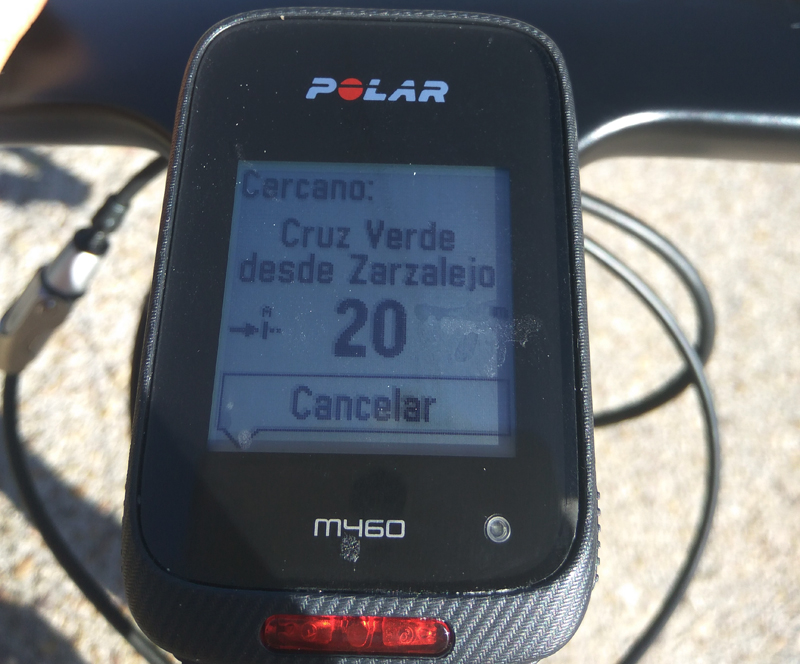 POLAR
Carcano:
Cruz Verde
desde Zarzalejo
A
20
Cancelar
M460